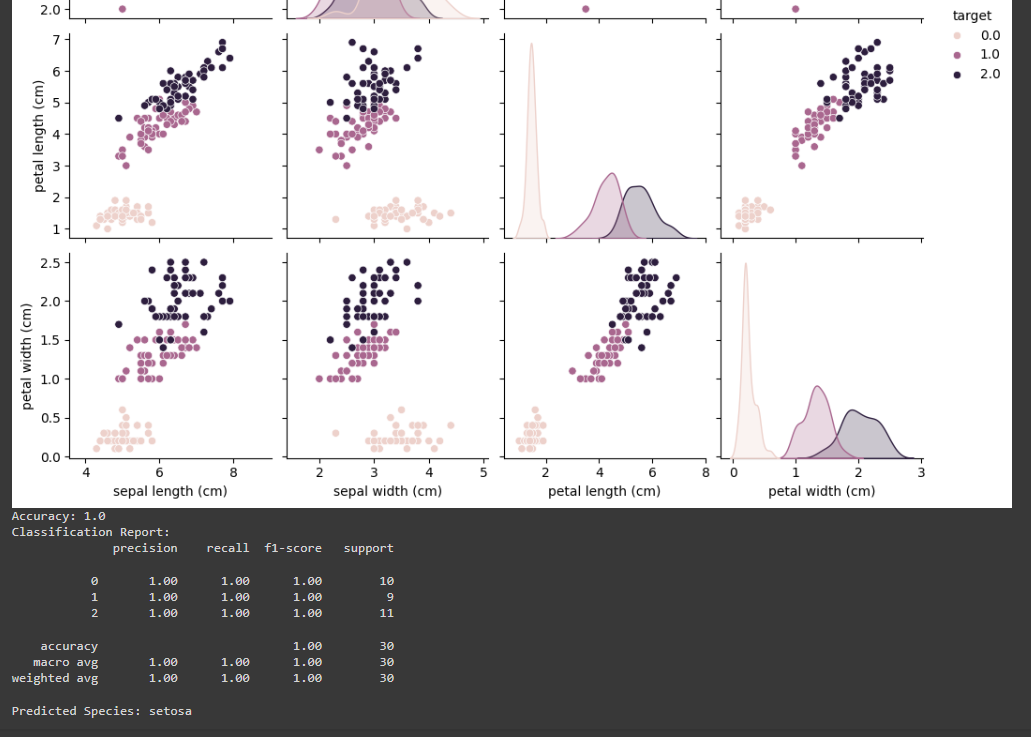 2.0
target
0.0
1.0
2.0
petal length (cm)
7
6
5
4
3
2
1
petal width (cm)
2.5
2.0
1.5
1.0
0.5
0.0
4 6 8
2 3 4 5
2 4 6 8
0 1 2 3
sepal length (cm) sepal width (cm) petal length (cm) petal width (cm)
Accuracy: 1.0
Classification Report:
precision recall f1-score support
0 1.00 1.00 1.00 10
1 1.00 1.00 1.00 9
2 1.00 1.00 1.00 11
accuracy 1.00 30
macro avg 1.00 1.00 1.00 30
weighted avg 1.00 1.00 1.00 30
Predicted Species: setosa